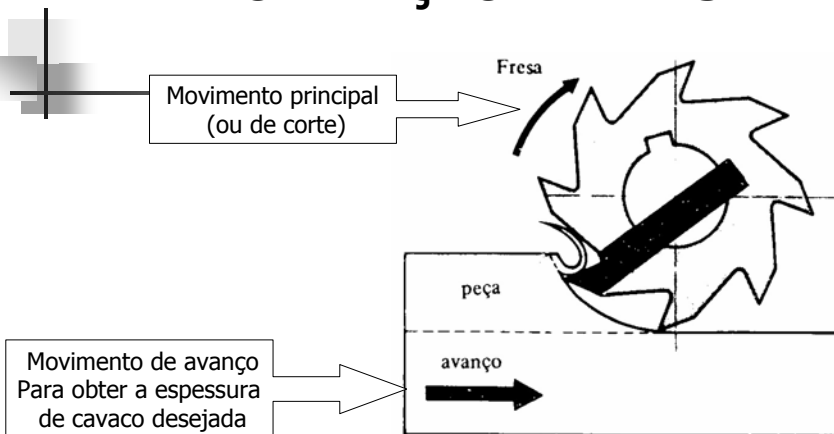 Fresa
Movimento principal
(ou de corte)
peça
avanço
Movimento de avanço
Para obter a espessura
de cavaco desejada